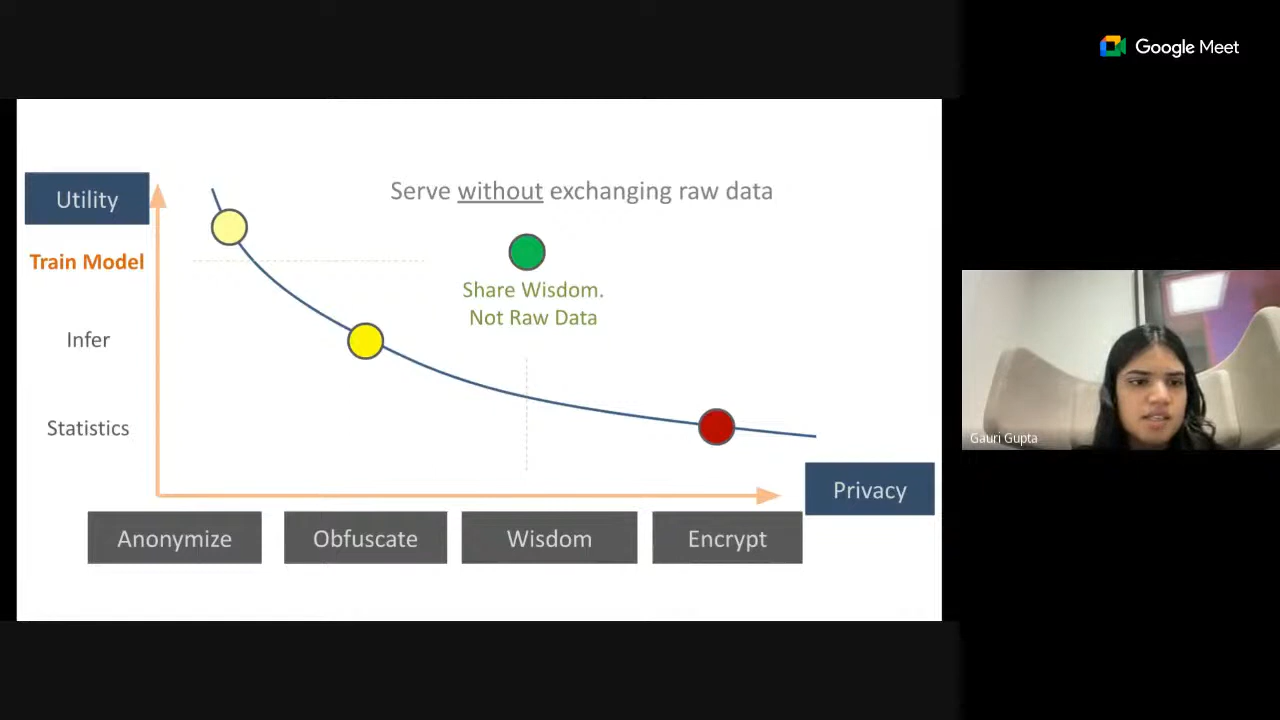 Google Meet
Utility
Serve without exchanging raw data
Train Model
Share Wisdom.
Not Raw Data
Infer
Statistics
Privacy
Anonymize
Obfuscate
Wisdom
Encrypt
Gauri Gupta